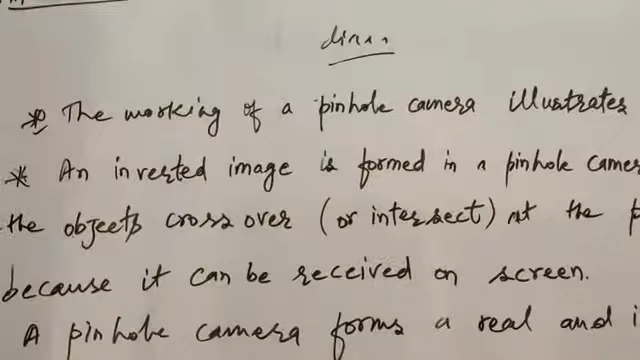 * The working of a pinhole camera illustrates
* An inverted image is formed in a pinhole
the objects cross over (or intersect) at the
because it can be received on screen.
A pinhole camera forms a real and